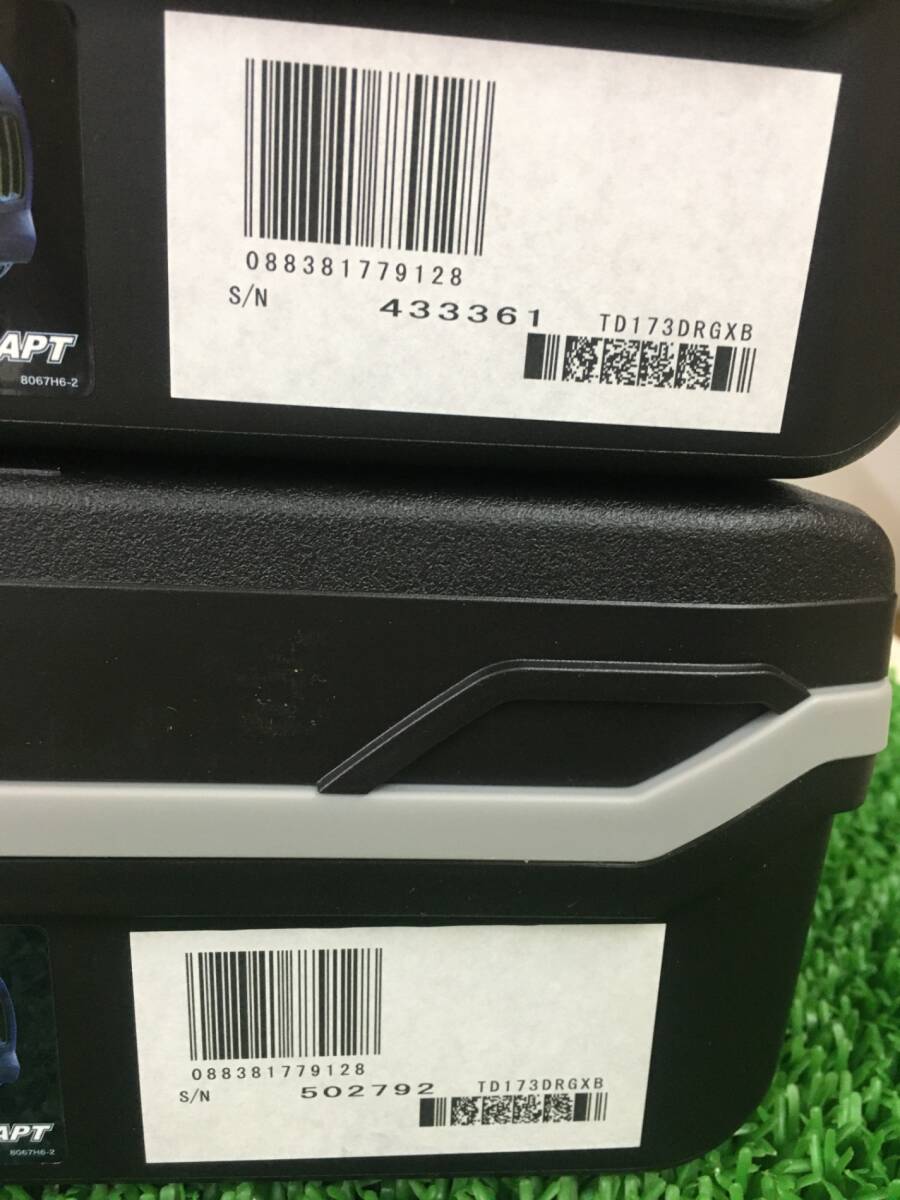 088381779128
S/N 433361 TD173DRGXB
APT
8067H6-2
088381779128
S/N 502792 TD173DRGXB
APT
8067H6-2